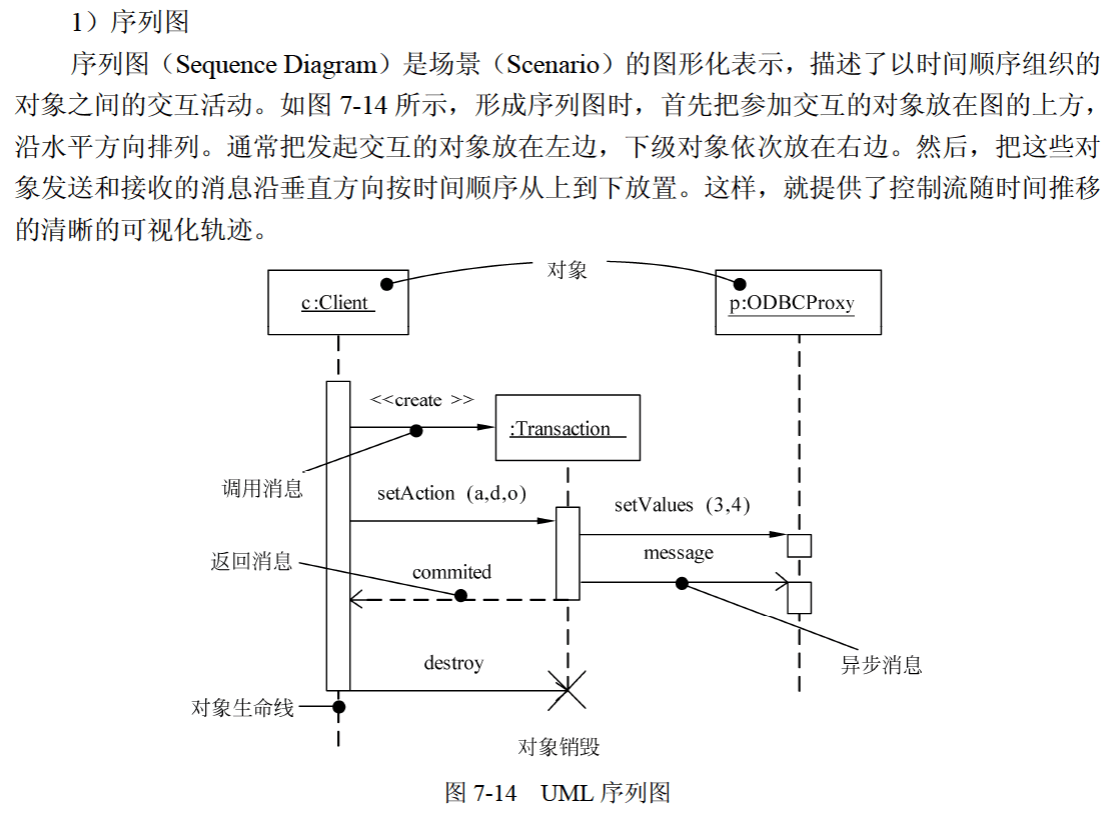 1）序列图
序列图（Sequence Diagram）是场景（Scenario）的图形化表示，描述了以时间顺序组织的
对象之间的交互活动。如图 7-14 所示，形成序列图时，首先把参加交互的对象放在图的上方，
沿水平方向排列。通常把发起交互的对象放在左边，下级对象依次放在右边。然后，把这些对
象发送和接收的消息沿垂直方向按时间顺序从上到下放置。这样，就提供了控制流随时间推移
的清晰的可视化轨迹。
对象
c:Client
p:ODBCProxy
<<create >>
:Transaction
调用消息
setAction (a,d,o)
setValues (3,4)
返回消息
commited
message
destroy
异步消息
对象生命线
对象销毁
图 7-14 UML 序列图